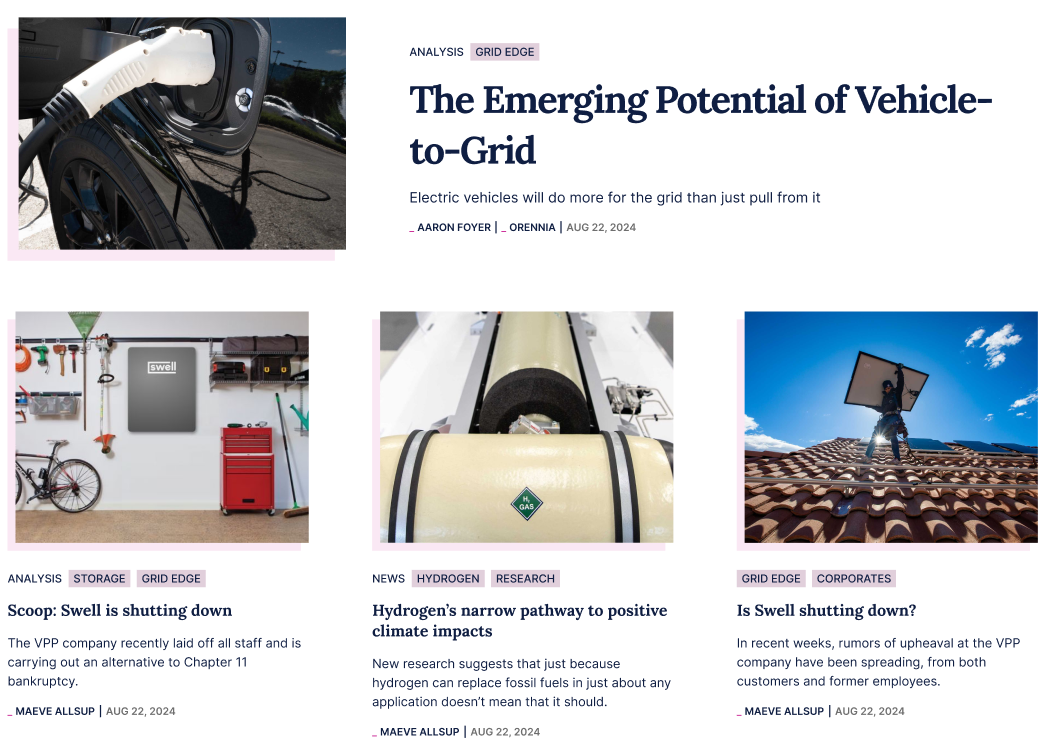 ANALYSIS GRID EDGE
The Emerging Potential of Vehicle-
to-Grid
Electric vehicles will do more for the grid than just pull from it
_ AARON FOYER | _ ORENNIA | AUG 22, 2024
swell
ANALYSIS STORAGE GRID EDGE
Scoop: Swell is shutting down
The VPP company recently laid off all staff and is
carrying out an alternative to Chapter 11
bankruptcy.
_ MAEVE ALLSUP | AUG 22, 2024
H₂
GAS
NEWS HYDROGEN RESEARCH
Hydrogen’s narrow pathway to positive
climate impacts
New research suggests that just because
hydrogen can replace fossil fuels in just about any
application doesn’t mean that it should.
_ MAEVE ALLSUP | AUG 22, 2024
GRID EDGE CORPORATES
Is Swell shutting down?
In recent weeks, rumors of upheaval at the VPP
company have been spreading, from both
customers and former employees.
_ MAEVE ALLSUP | AUG 22, 2024